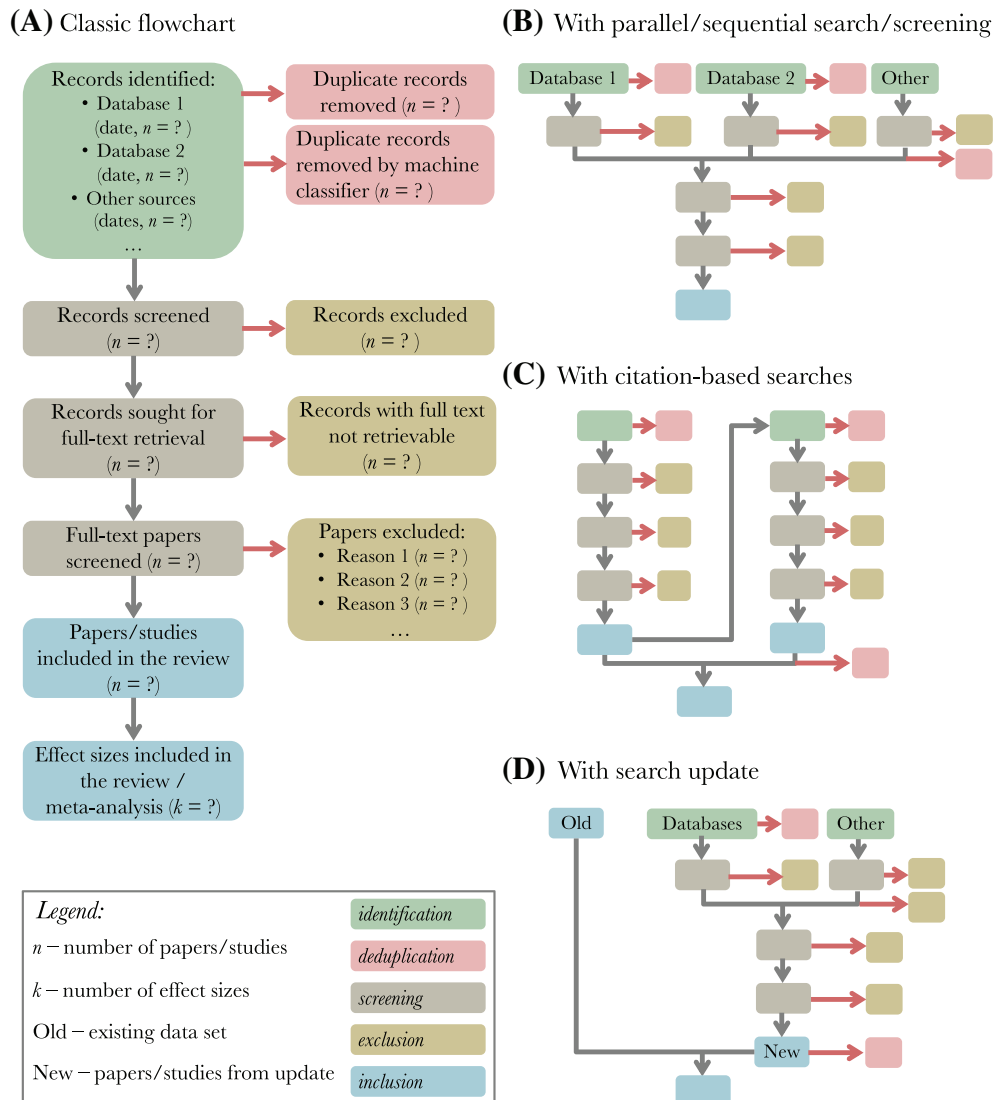 (A) Classic flowchart
Records identified:
• Database 1
(date, n = ? )
• Database 2
(date, n = ?)
• Other sources
(dates, n = ?)
…
Duplicate records
removed (n = ? )
Duplicate records
removed by machine
classifier (n = ? )
Records screened
(n = ?)
Records excluded
(n = ? )
Records sought for
full-text retrieval
(n = ?)
Records with full text
not retrievable
(n = ? )
Full-text papers
screened (n = ?)
Papers excluded:
• Reason 1 (n = ? )
• Reason 2 (n = ? )
• Reason 3 (n = ? )
…
Papers/studies
included in the review
(n = ?)
Effect sizes included in
the review /
meta-analysis (k = ?)
Legend:
n – number of papers/studies
k – number of effect sizes
Old – existing data set
New – papers/studies from update
identification
deduplication
screening
exclusion
inclusion
(B) With parallel/sequential search/screening
Database 1
Database 2
Other
(C) With citation-based searches
(D) With search update
Old
Databases
Other
New